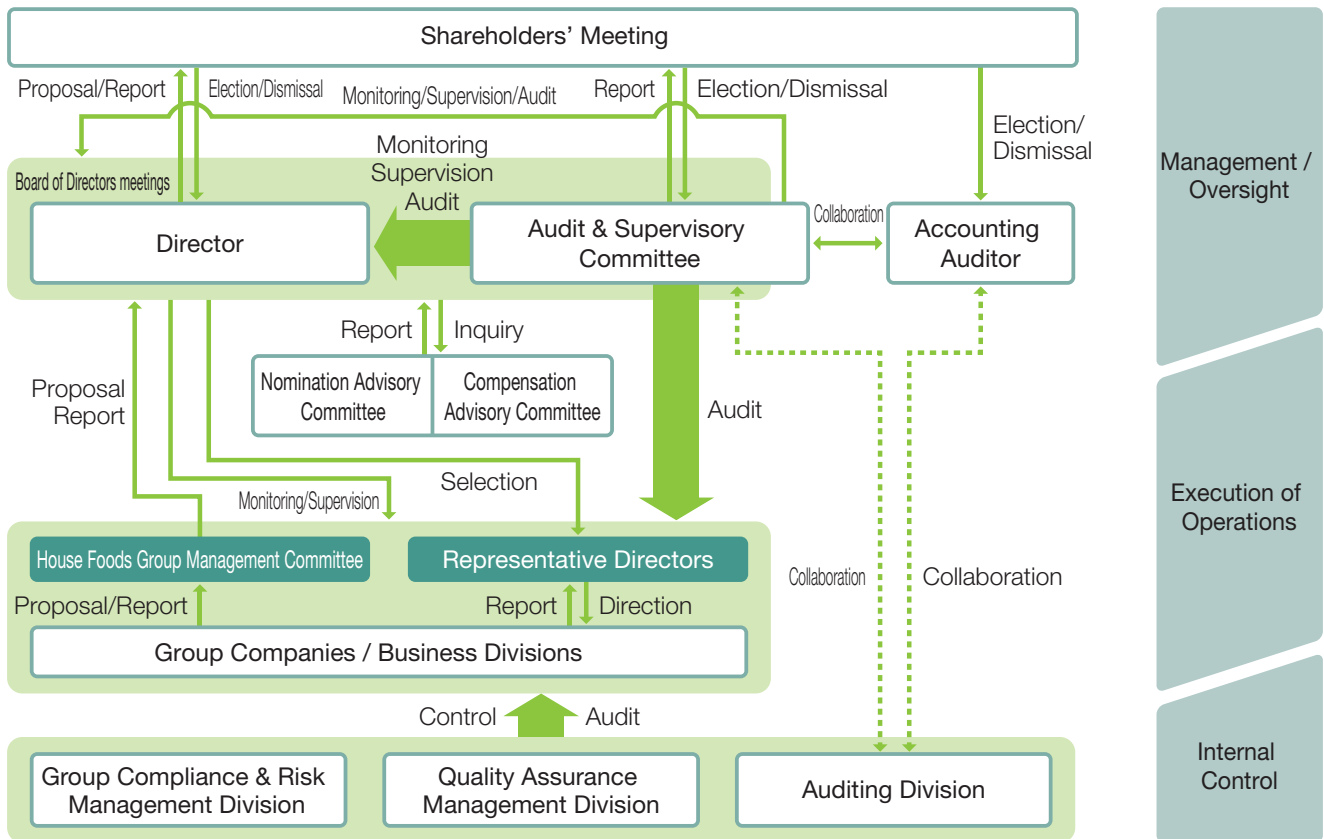 Shareholders' Meeting
Proposal/Report
Election/Dismissal
Monitoring/Supervision/Audit
Report
Election/Dismissal
Election/
Dismissal
Management /
Oversight
Board of Directors meetings
Monitoring
Supervision
Audit
Director
Audit & Supervisory
Committee
Collaboration
Accounting
Auditor
Report
Inquiry
Proposal
Report
Nomination Advisory
Committee
Compensation
Advisory Committee
Audit
Selection
Monitoring/Supervision
Execution of
Operations
House Foods Group Management Committee
Representative Directors
Collaboration
Collaboration
Proposal/Report
Report
Direction
Group Companies / Business Divisions
Control
Audit
Group Compliance & Risk
Management Division
Quality Assurance
Management Division
Auditing Division
Internal
Control